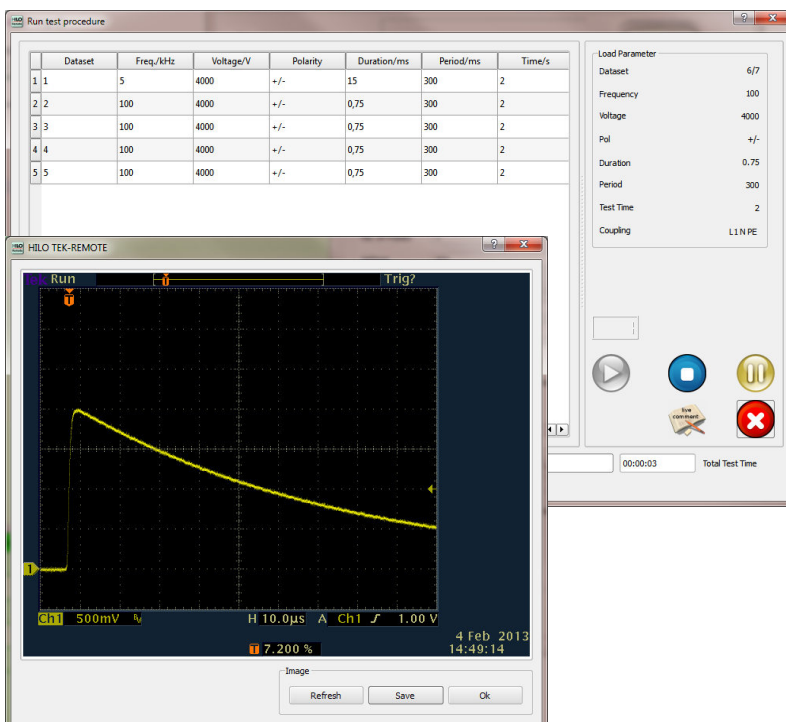 HILO Run test procedure
Dataset Freq./kHz Voltage/V Polarity Duration/ms Period/ms Time/s
1 1 5 4000 +/- 15 300 2
2 2 100 4000 +/- 0,75 300 2
3 3 100 4000 +/- 0,75 300 2
4 4 100 4000 +/- 0,75 300 2
5 5 100 4000 +/- 0,75 300 2
Load Parameter
Dataset 6/7
Frequency 100
Voltage 4000
Pol +/-
Duration 0.75
Period 300
Test Time 2
Coupling L1 N PE
comment
00:00:03 Total Test Time
HILO HILO TEK-REMOTE
Tek Run Trig?
T
T
1
Ch1 500mV H 10.0µs A Ch1 1.00 V
T 7.200 %
4 Feb 2013
14:49:14
Image
Refresh Save Ok